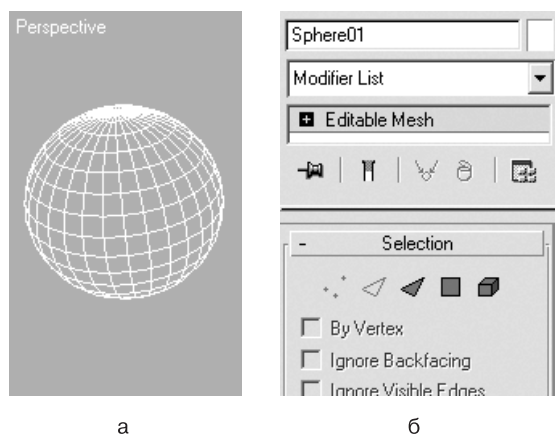 Perspective
Sphere01
Modifier List
Editable Mesh
- Selection
By Vertex
Ignore Backfacing
Ignore Visible Edges
а
б